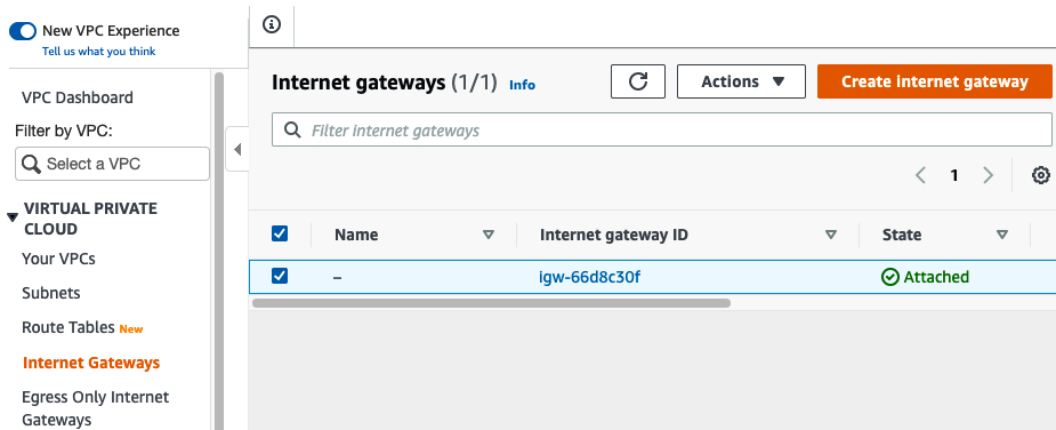 New VPC Experience
Tell us what you think
VPC Dashboard
Filter by VPC:
Select a VPC
VIRTUAL PRIVATE
CLOUD
Your VPCs
Subnets
Route Tables New
Internet Gateways
Egress Only Internet
Gateways
Internet gateways (1/1) Info
Actions
Create internet gateway
Filter internet gateways
1
Name
Internet gateway ID
State
–
igw-66d8c30f
Attached